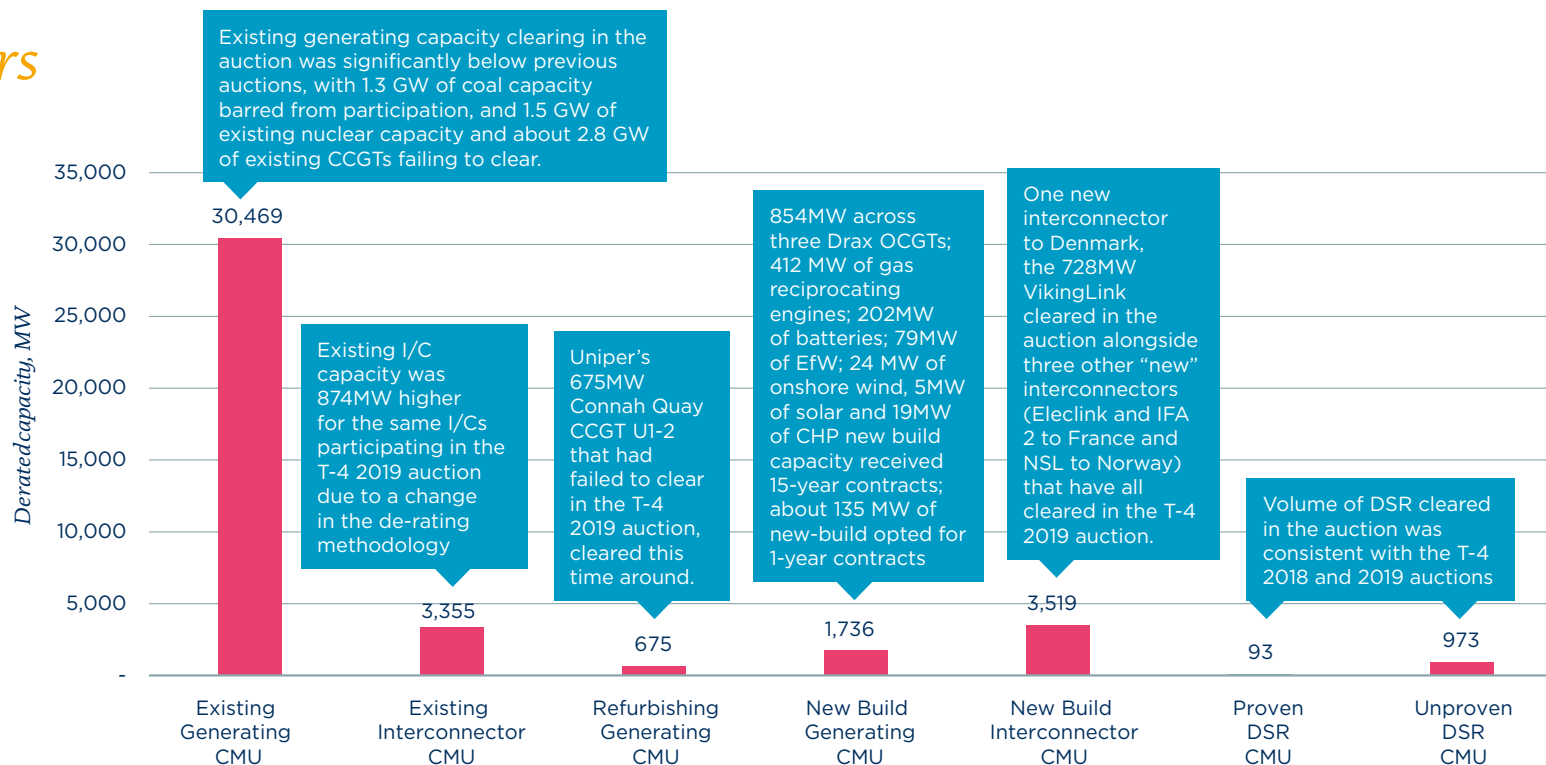 rs
Existing generating capacity clearing in the
auction was significantly below previous
auctions, with 1.3 GW of coal capacity
barred from participation, and 1.5 GW of
existing nuclear capacity and about 2.8 GW
of existing CCGTs failing to clear.
Derated capacity, MW
35,000
30,000
25,000
20,000
15,000
10,000
5,000
-
30,469
Existing I/C
capacity was
874MW higher
for the same I/Cs
participating in the
T-4 2019 auction
due to a change
in the de-rating
methodology
3,355
Uniper's
675MW
Connah Quay
CCGT U1-2
that had
failed to clear
in the T-4
2019 auction,
cleared this
time around.
675
854MW across
three Drax OCGTs;
412 MW of gas
reciprocating
engines; 202MW
of batteries; 79MW
of EfW; 24 MW of
onshore wind, 5MW
of solar and 19MW
of CHP new build
capacity received
15-year contracts;
about 135 MW of
new-build opted for
1-year contracts
1,736
One new
interconnector
to Denmark,
the 728MW
VikingLink
cleared in the
auction alongside
three other “new”
interconnectors
(Eleclink and IFA
2 to France and
NSL to Norway)
that have all
cleared in the T-4
2019 auction.
3,519
Volume of DSR cleared
in the auction was
consistent with the T-4
2018 and 2019 auctions
93
973
Existing
Generating
CMU
Existing
Interconnector
CMU
Refurbishing
Generating
CMU
New Build
Generating
CMU
New Build
Interconnector
CMU
Proven
DSR
CMU
Unproven
DSR
CMU